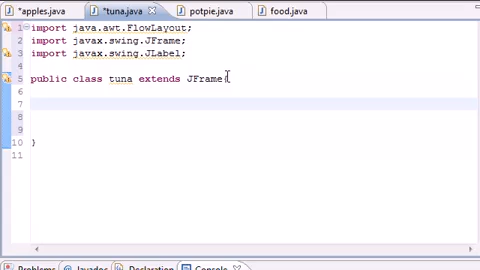 *apples.java *tuna.java potpie.java food.java
1 import java.awt.FlowLayout;
2 import javax.swing.JFrame;
3 import javax.swing.JLabel;
4
5 public class tuna extends JFrame{
6
7
8
9
10 }
11
Problems Javadoc Declaration Console